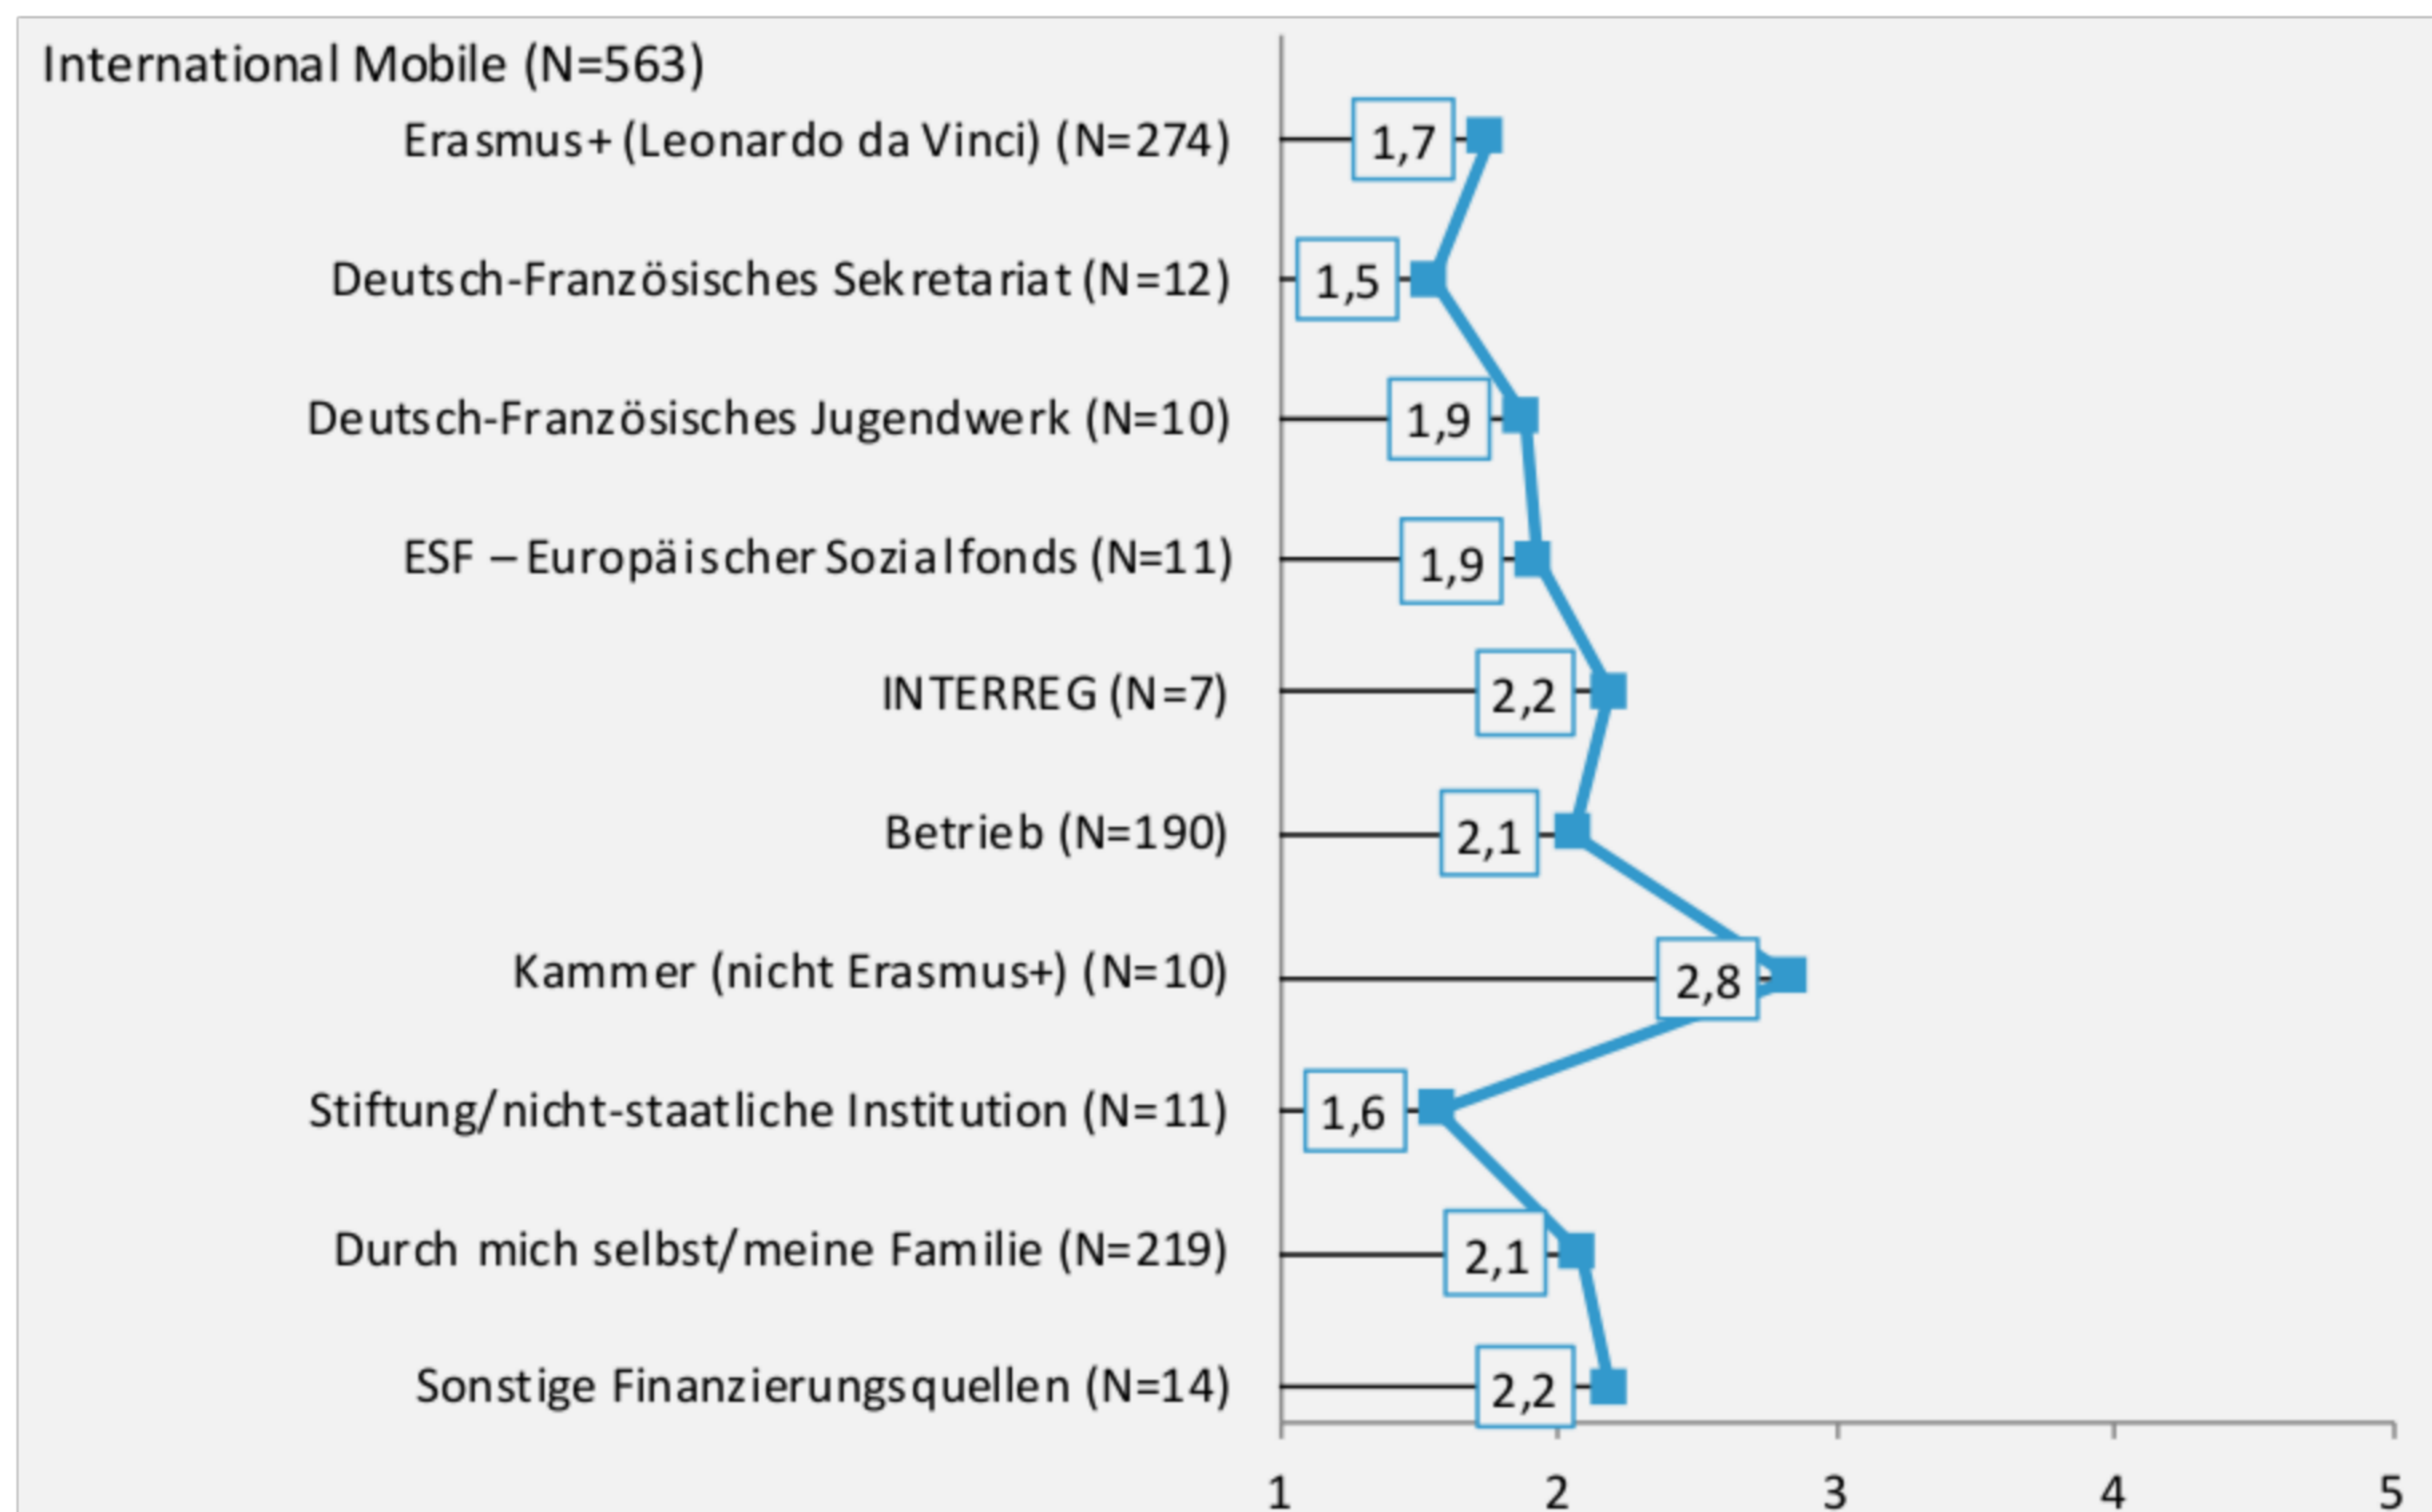 International Mobile (N=563)
Erasmus+ (Leonardo da Vinci) (N=274)
1,7
Deutsch-Französisches Sekretariat (N=12)
1,5
Deutsch-Französisches Jugendwerk (N=10)
1,9
ESF – Europäischer Sozialfonds (N=11)
1,9
INTERREG (N=7)
2,2
Betrieb (N=190)
2,1
Kammer (nicht Erasmus+) (N=10)
2,8
Stiftung/nicht-staatliche Institution (N=11)
1,6
Durch mich selbst/meine Familie (N=219)
2,1
Sonstige Finanzierungsquellen (N=14)
2,2
1 2 3 4 5